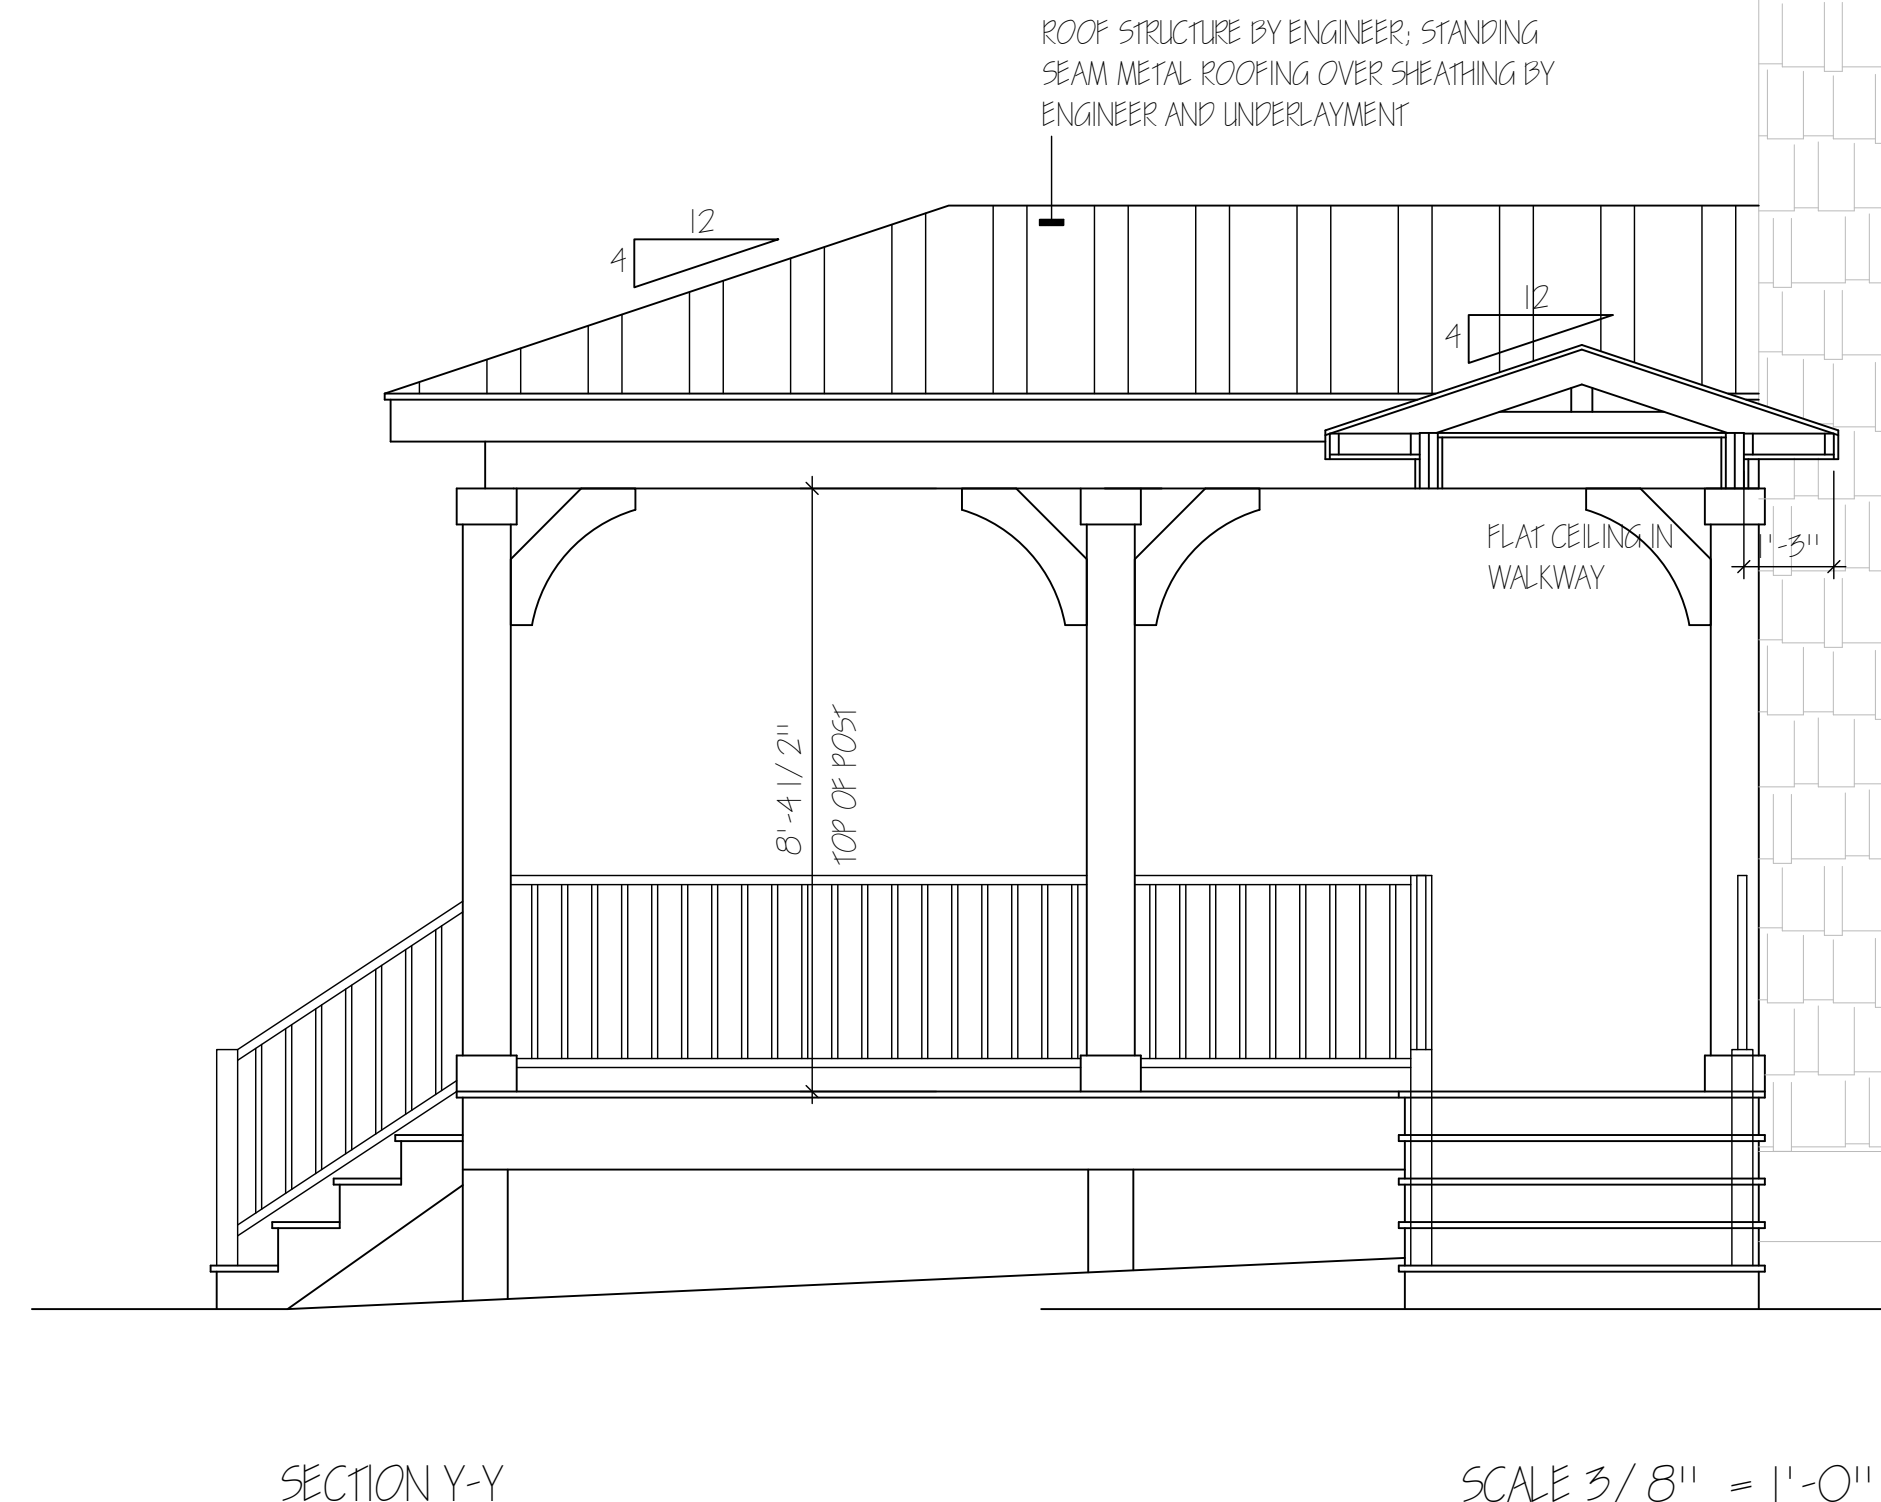 ROOF STRUCTURE BY ENGINEER; STANDING
SEAM METAL ROOFING OVER SHEATHING BY
ENGINEER AND UNDERLAYMENT
12
4
12
4
FLAT CEILING IN
WALKWAY
1'-3"
8'-4 1/2"
TOP OF POST
SECTION Y-Y
SCALE 3/8" = 1'-0"